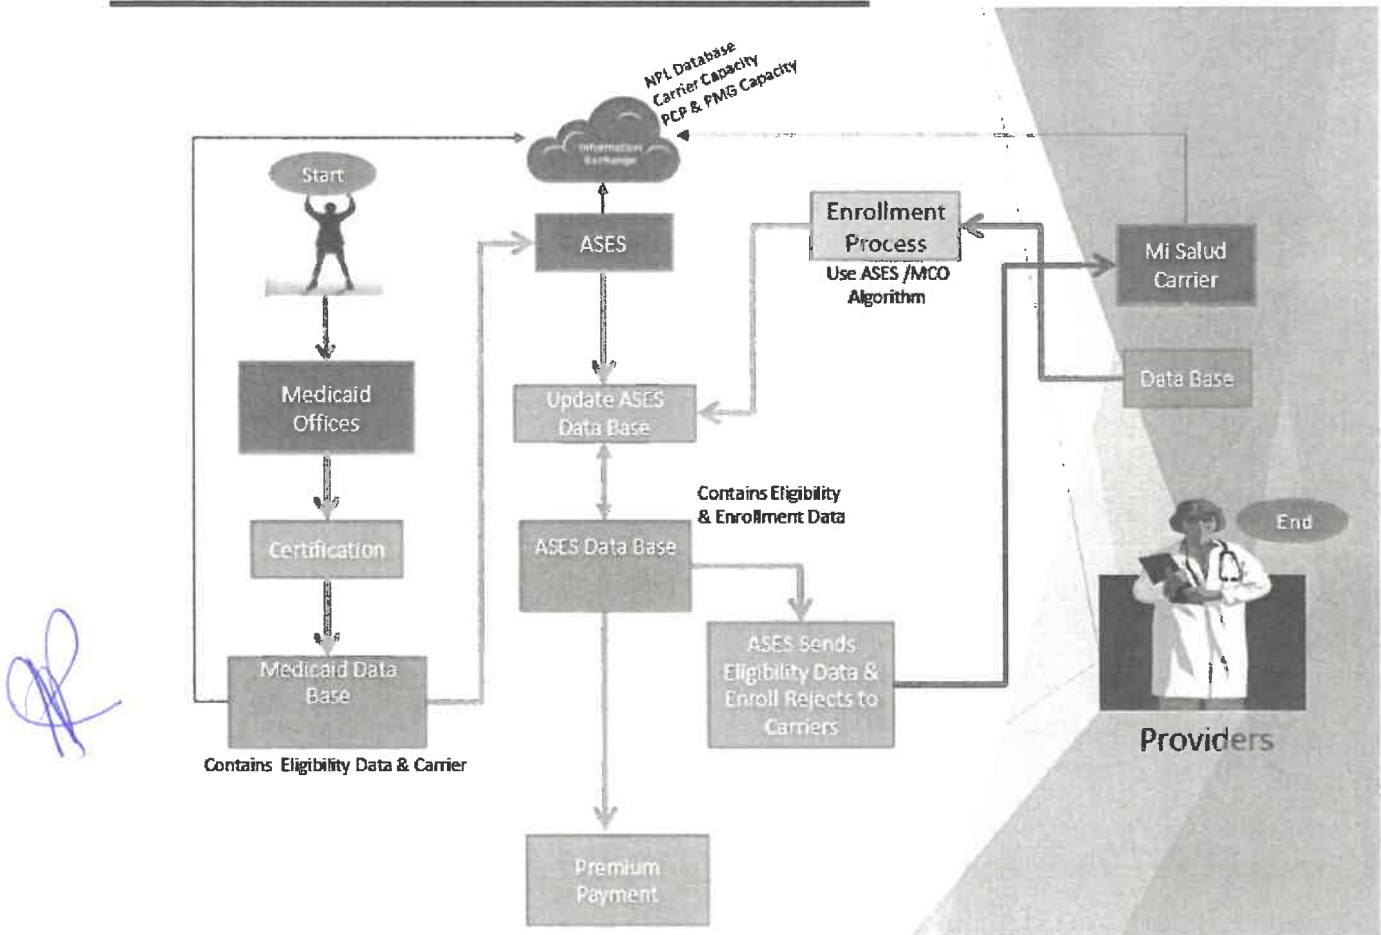 NPL Database
Carrier Capacity
PCP & PMG Capacity
Information
Exchange
Start
ASES
Enrollment
Process
Use ASES /MCO
Algorithm
Mi Salud
Carrier
Data Base
Medicaid
Offices
Update ASES
Data Base
Contains Eligibility
& Enrollment Data
Certification
ASES Data Base
End
ASES Sends
Eligibility Data &
Enroll Rejects to
Carriers
Medicaid Data
Base
Contains Eligibility Data & Carrier
Providers
Premium
Payment